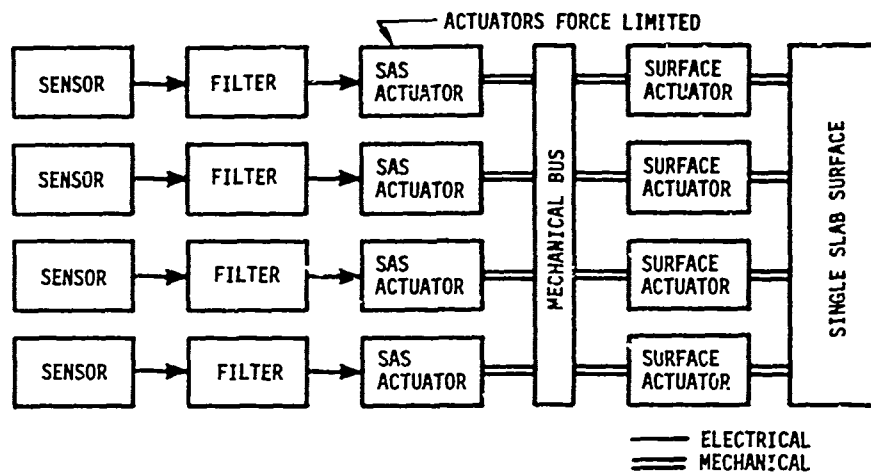 ACTUATORS FORCE LIMITED
SENSOR
FILTER
SAS
ACTUATOR
SURFACE
ACTUATOR
SENSOR
FILTER
SAS
ACTUATOR
SURFACE
ACTUATOR
SENSOR
FILTER
SAS
ACTUATOR
SURFACE
ACTUATOR
SENSOR
FILTER
SAS
ACTUATOR
SURFACE
ACTUATOR
MECHANICAL BUS
SINGLE SLAB SURFACE
ELECTRICAL
MECHANICAL